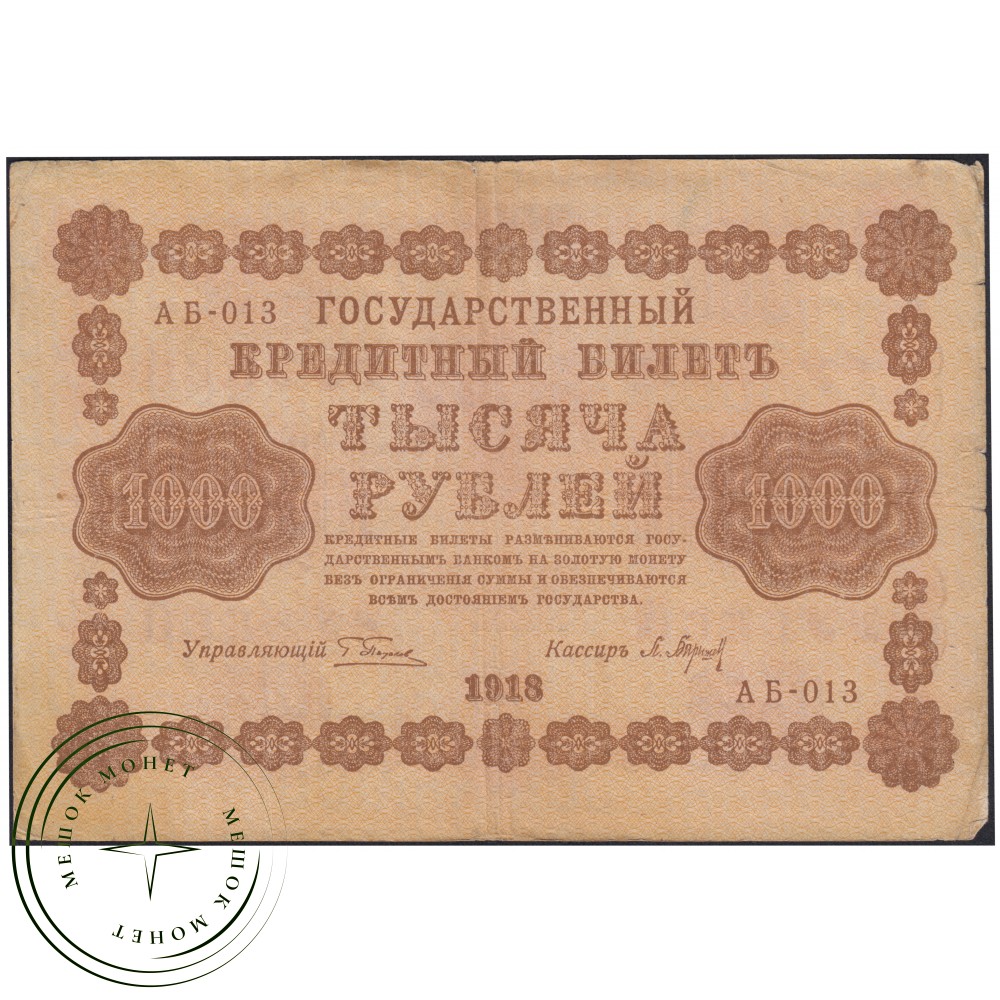 АБ-013 ГОСУДАРСТВЕННЫЙ
КРЕДИТНЫЙ БИЛЕТЪ
ТЫСЯЧА
РУБЛЕЙ
1000
1000
КРЕДИТНЫЕ БИЛЕТЫ РАЗМѢНИВАЮТСЯ ГОСУ-
ДАРСТВЕННЫМЪ БАНКОМЪ НА ЗОЛОТУЮ МОНЕТУ
БЕЗЪ ОГРАНИЧЕНІЯ СУММЫ И ОБЕЗПЕЧИВАЮТСЯ
ВСѢМЪ ДОСТОЯНІЕМЪ ГОСУДАРСТВА.
Управляющій
Кассиръ
1918
АБ-013
МЕШОК МОНЕТ
МЕШОК МОНЕТ